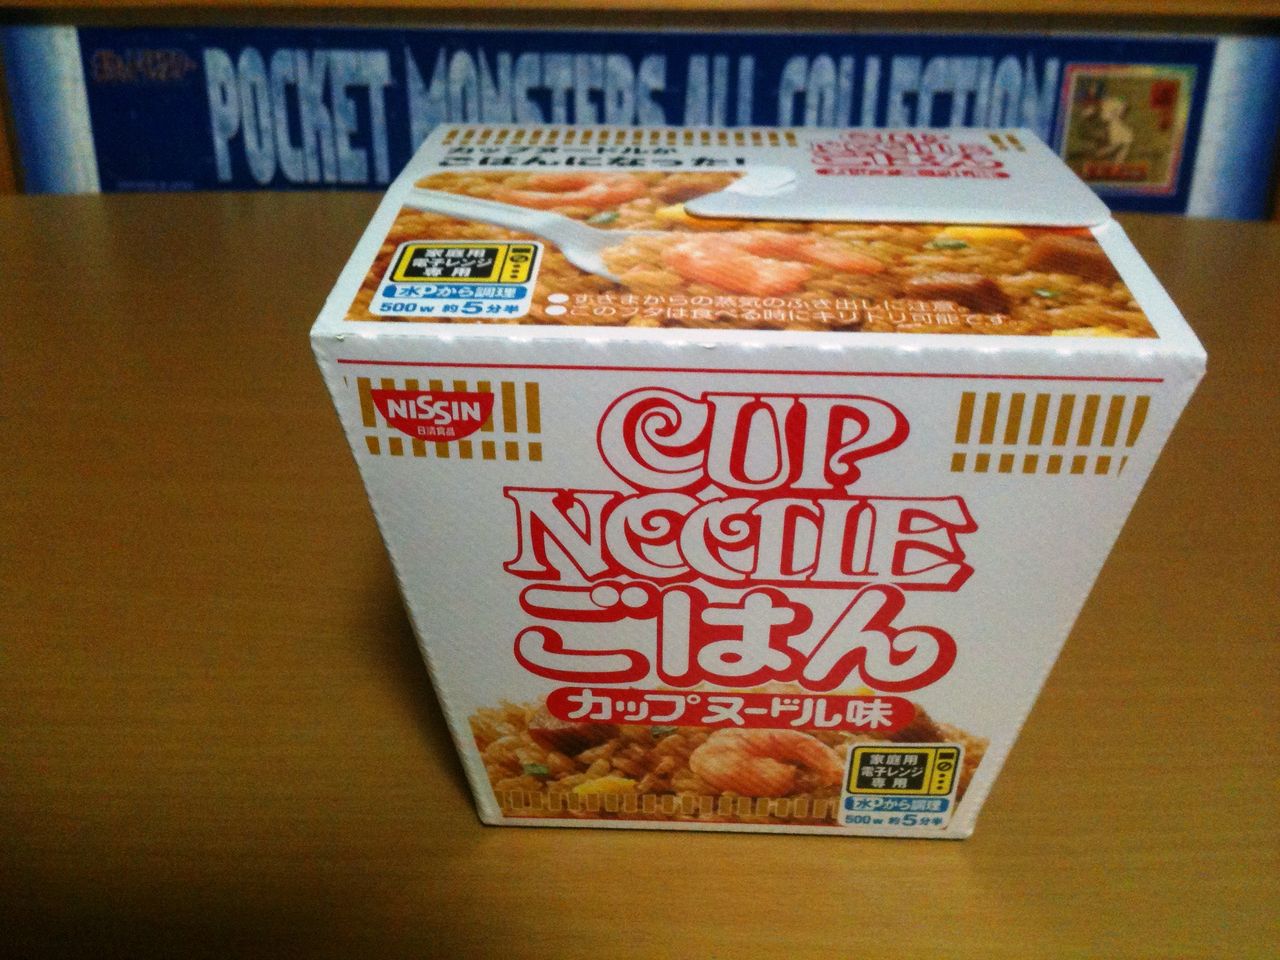 POCKET MONSTERS ALL COLLECTION
カップヌードルが
ごはんになった!
CUP
NOODLE
ごはん
家庭用
電子レンジ
専用
水から調理
500w 約5分半
●すきまからの蒸気のふき出しに注意。
●このフタは食べる時にキリトリ可能です。
NISSIN
日清食品
CUP
NOODLE
ごはん
カップヌードル味
家庭用
電子レンジ
専用
水から調理
500w 約5分半